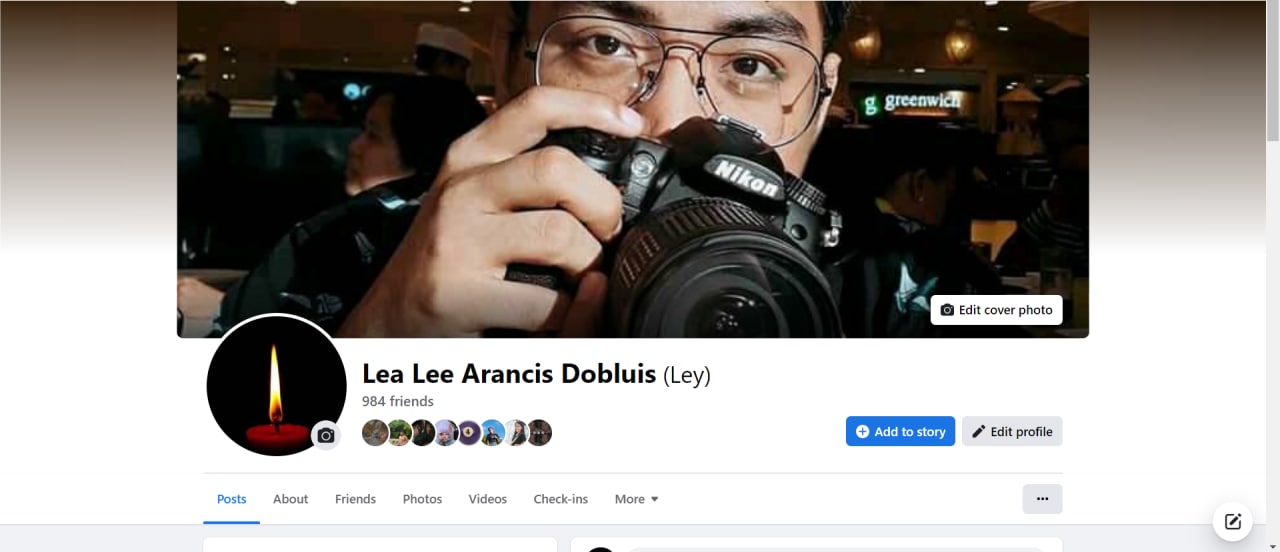 g greenwich
Nikon
Edit cover photo
Lea Lee Arancis Dobluis (Ley)
984 friends
Add to story
Edit profile
Posts
About
Friends
Photos
Videos
Check-ins
More